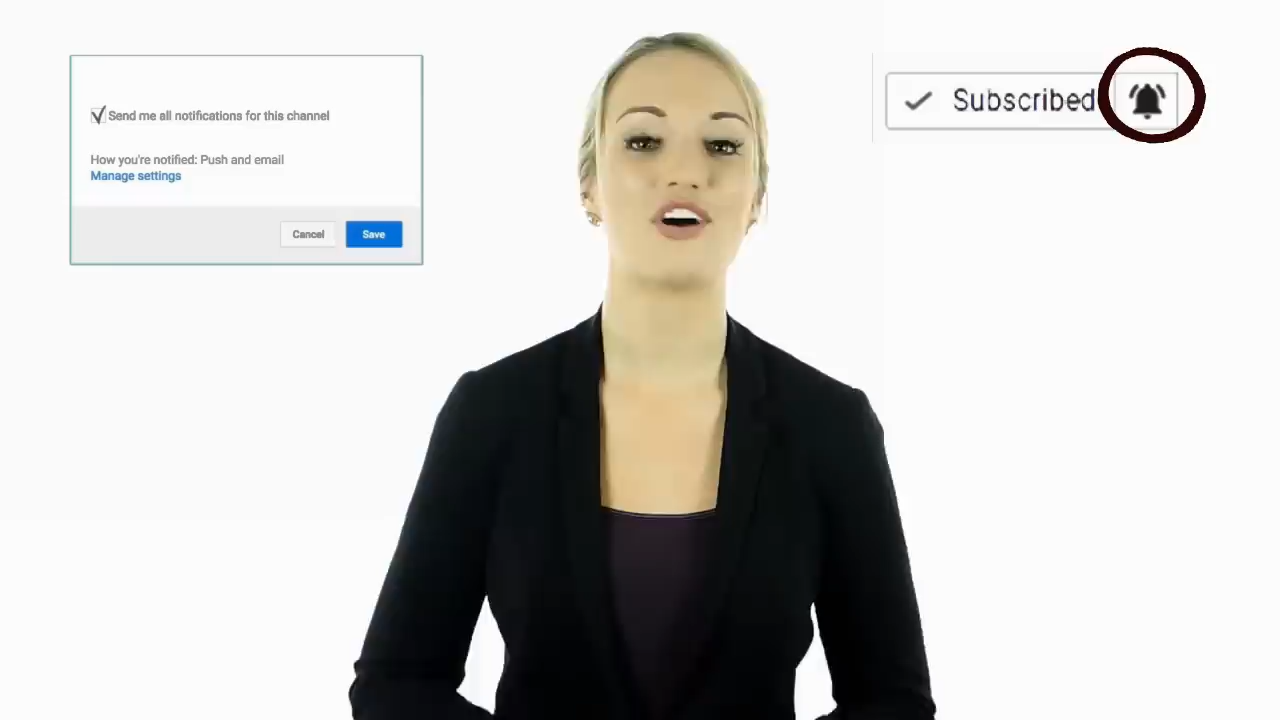 Send me all notifications for this channel
How you're notified: Push and email
Manage settings
Cancel
Save
Subscribed